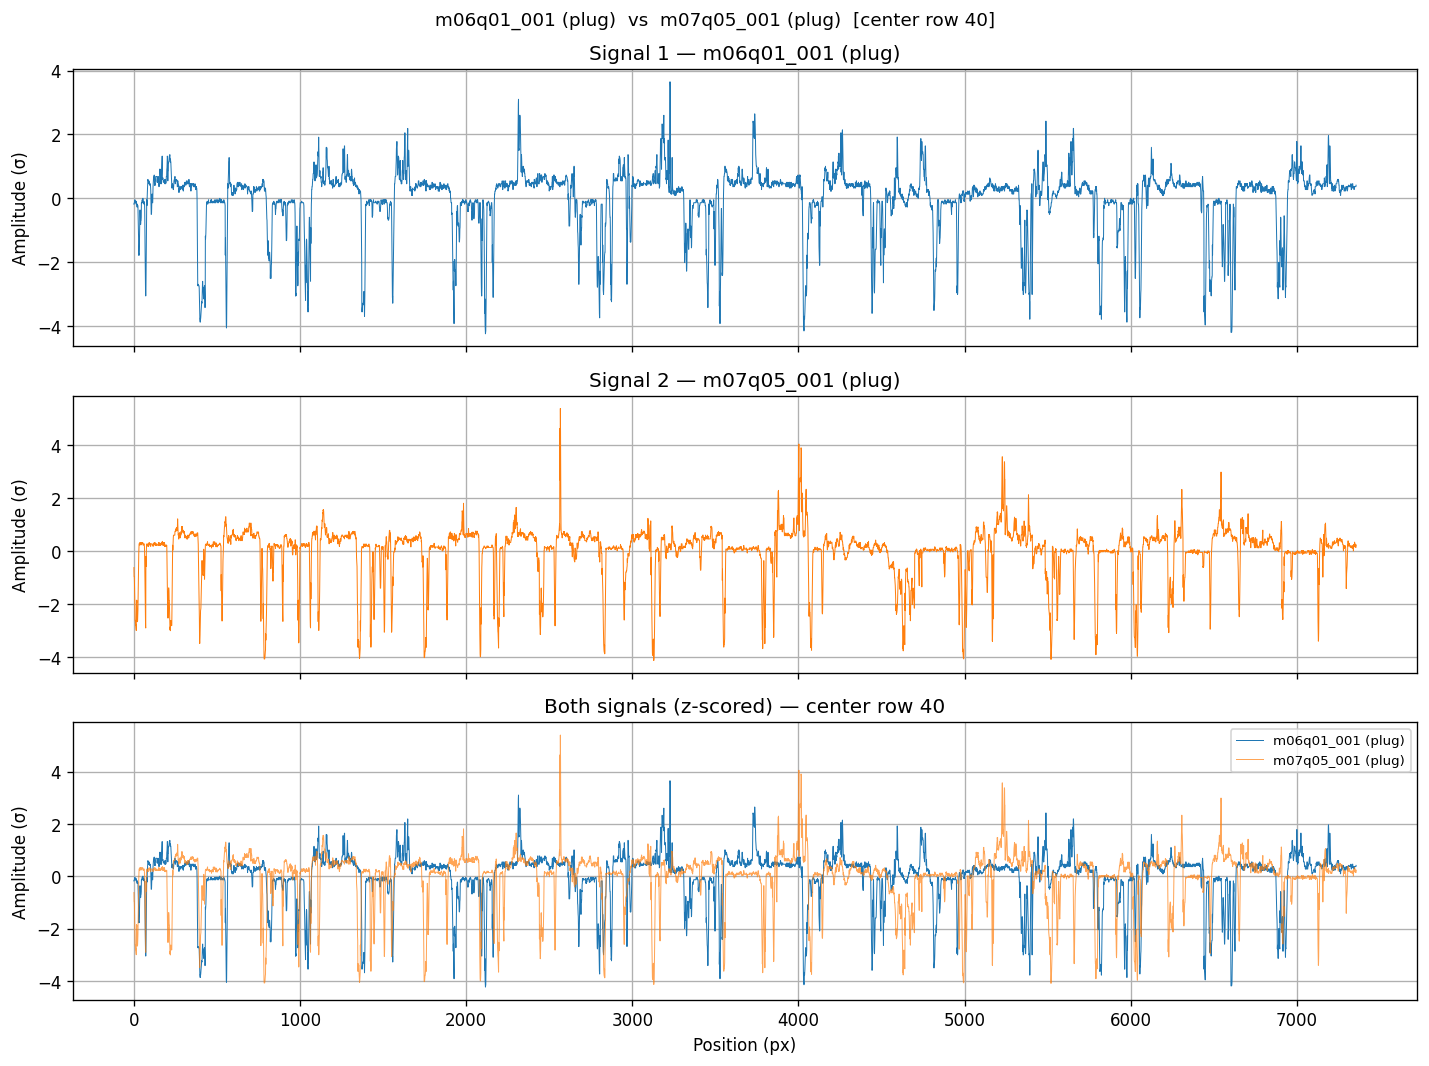 m06q01_001 (plug)  vs  m07q05_001 (plug)  [center row 40]
Signal 1 — m06q01_001 (plug)
Amplitude (σ)
4
2
0
−2
−4
Signal 2 — m07q05_001 (plug)
Amplitude (σ)
4
2
0
−2
−4
Both signals (z-scored) — center row 40
m06q01_001 (plug)
m07q05_001 (plug)
Amplitude (σ)
4
2
0
−2
−4
0 1000 2000 3000 4000 5000 6000 7000
Position (px)